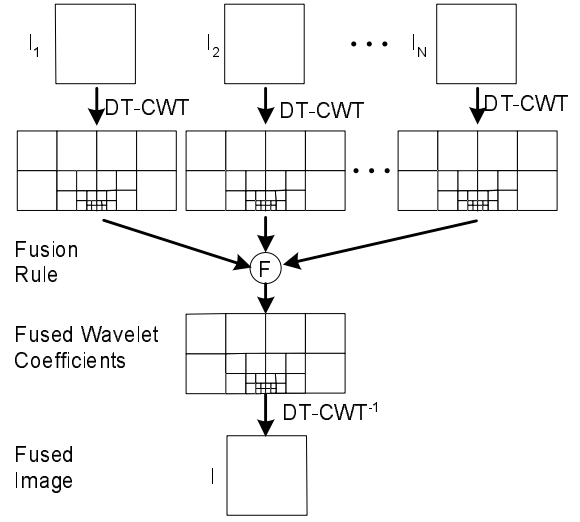 I1
I2
• • •
IN
DT-CWT
DT-CWT
DT-CWT
• • •
Fusion
Rule
F
Fused Wavelet
Coefficients
DT-CWT-1
Fused
Image
I